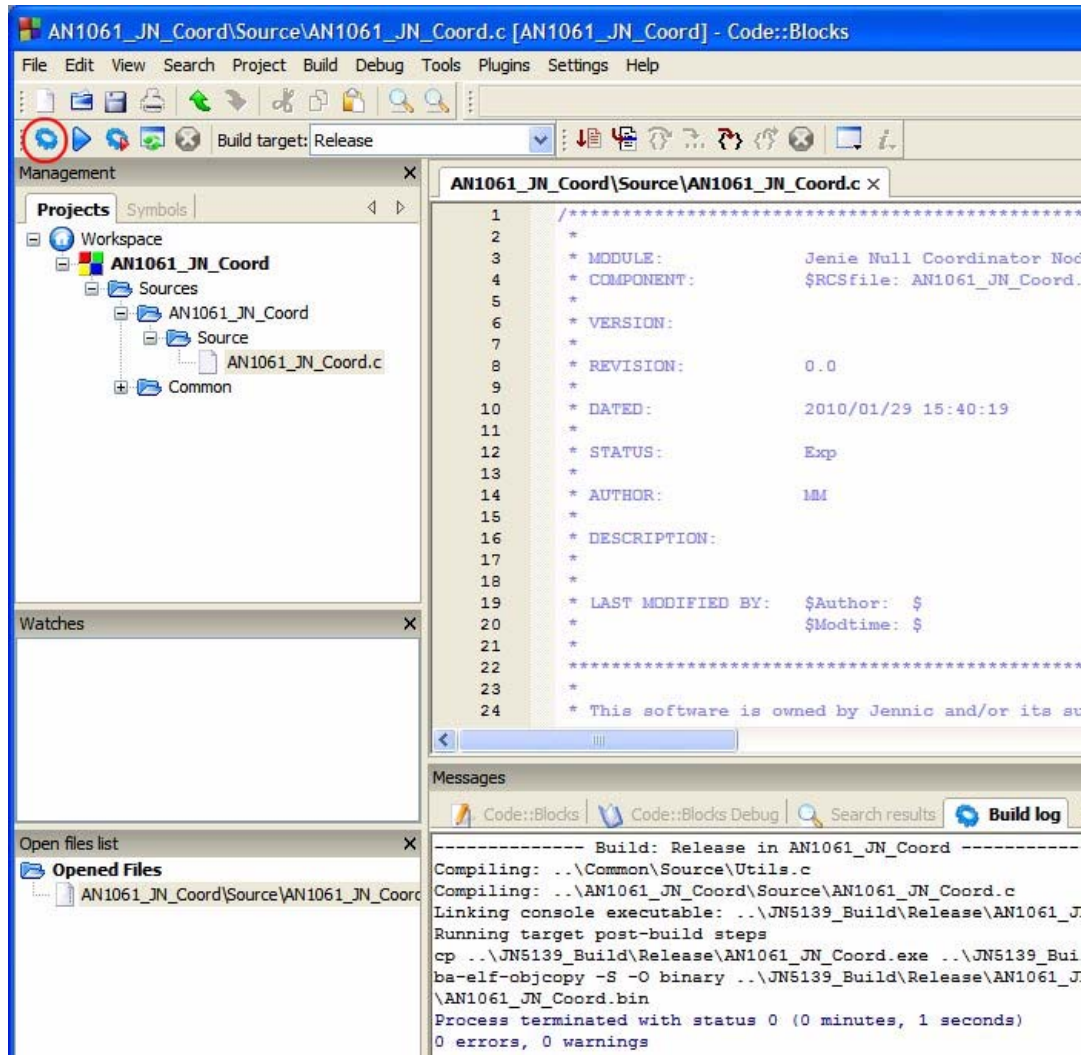 AN1061_JN_Coord\Source\AN1061_JN_Coord.c [AN1061_JN_Coord] - Code::Blocks
File Edit View Search Project Build Debug Tools Plugins Settings Help
Build target: Release
Management
Projects Symbols
Workspace
AN1061_JN_Coord
Sources
AN1061_JN_Coord
Source
AN1061_JN_Coord.c
Common
Watches
Open files list
Opened Files
AN1061_JN_Coord\Source\AN1061_JN_Coord
AN1061_JN_Coord\Source\AN1061_JN_Coord.c
1 /************************************************
2 *
3 * MODULE: Jenie Null Coordinator Nod
4 * COMPONENT: $RCSfile: AN1061_JN_Coord.
5 *
6 * VERSION:
7 *
8 * REVISION: 0.0
9 *
10 * DATED: 2010/01/29 15:40:19
11 *
12 * STATUS: Exp
13 *
14 * AUTHOR: MM
15 *
16 * DESCRIPTION:
17 *
18 *
19 * LAST MODIFIED BY: $Author: $
20 * $Modtime: $
21 *
22 ************************************************
23 *
24 * This software is owned by Jennic and/or its su
Messages
Code::Blocks Code::Blocks Debug Search results Build log
-------------- Build: Release in AN1061_JN_Coord -----------
Compiling: ..\Common\Source\Utils.c
Compiling: ..\AN1061_JN_Coord\Source\AN1061_JN_Coord.c
Linking console executable: ..\JN5139_Build\Release\AN1061_J
Running target post-build steps
cp ..\JN5139_Build\Release\AN1061_JN_Coord.exe ..\JN5139_Bui
ba-elf-objcopy -S -O binary ..\JN5139_Build\Release\AN1061_J
\AN1061_JN_Coord.bin
Process terminated with status 0 (0 minutes, 1 seconds)
0 errors, 0 warnings